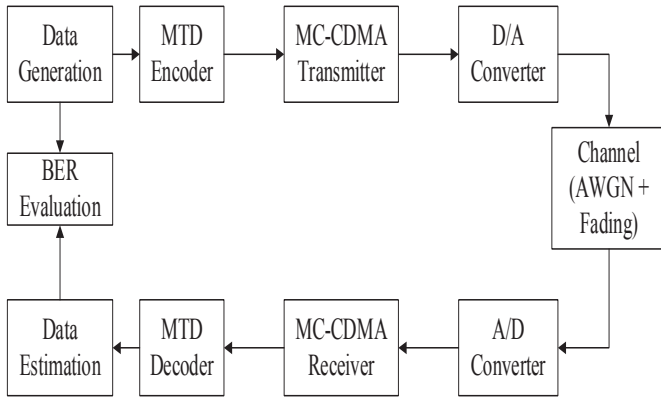 Data
Generation
MTD
Encoder
MC-CDMA
Transmitter
D/A
Converter
Channel
(AWGN +
Fading)
BER
Evaluation
Data
Estimation
MTD
Decoder
MC-CDMA
Receiver
A/D
Converter